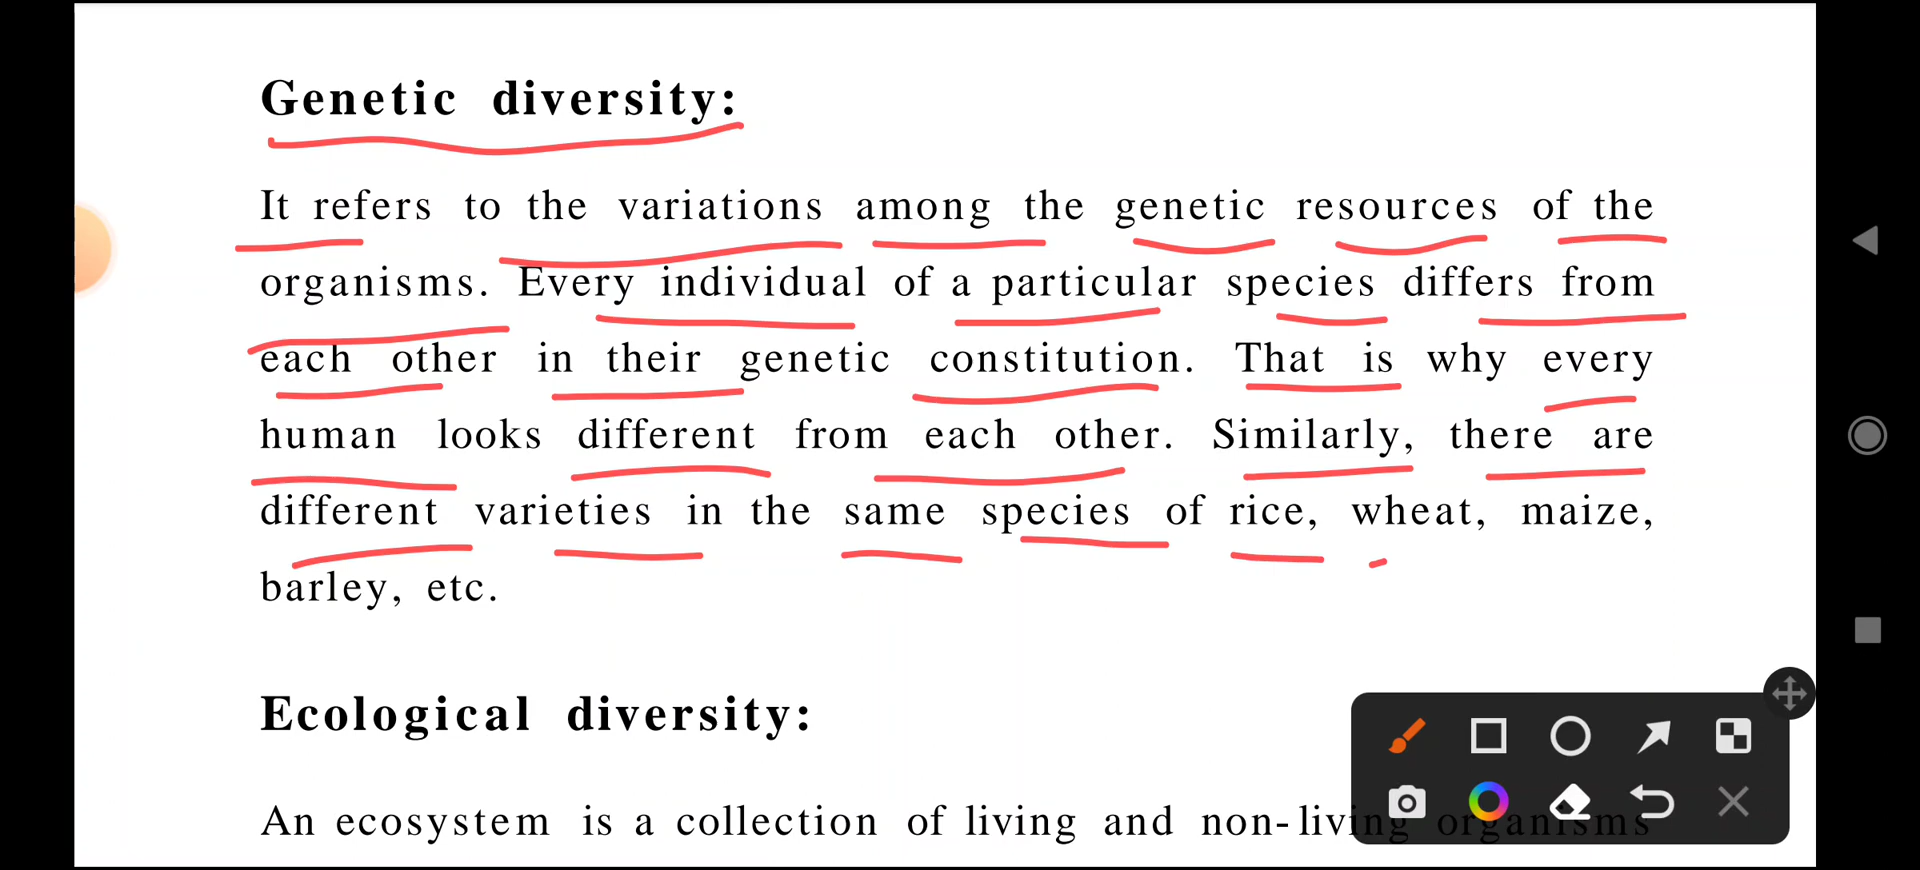 Genetic diversity:
It refers to the variations among the genetic resources of the
organisms. Every individual of a particular species differs from
each other in their genetic constitution. That is why every
human looks different from each other. Similarly, there are
different varieties in the same species of rice, wheat, maize,
barley, etc.
Ecological diversity:
An ecosystem is a collection of living and non-living organisms